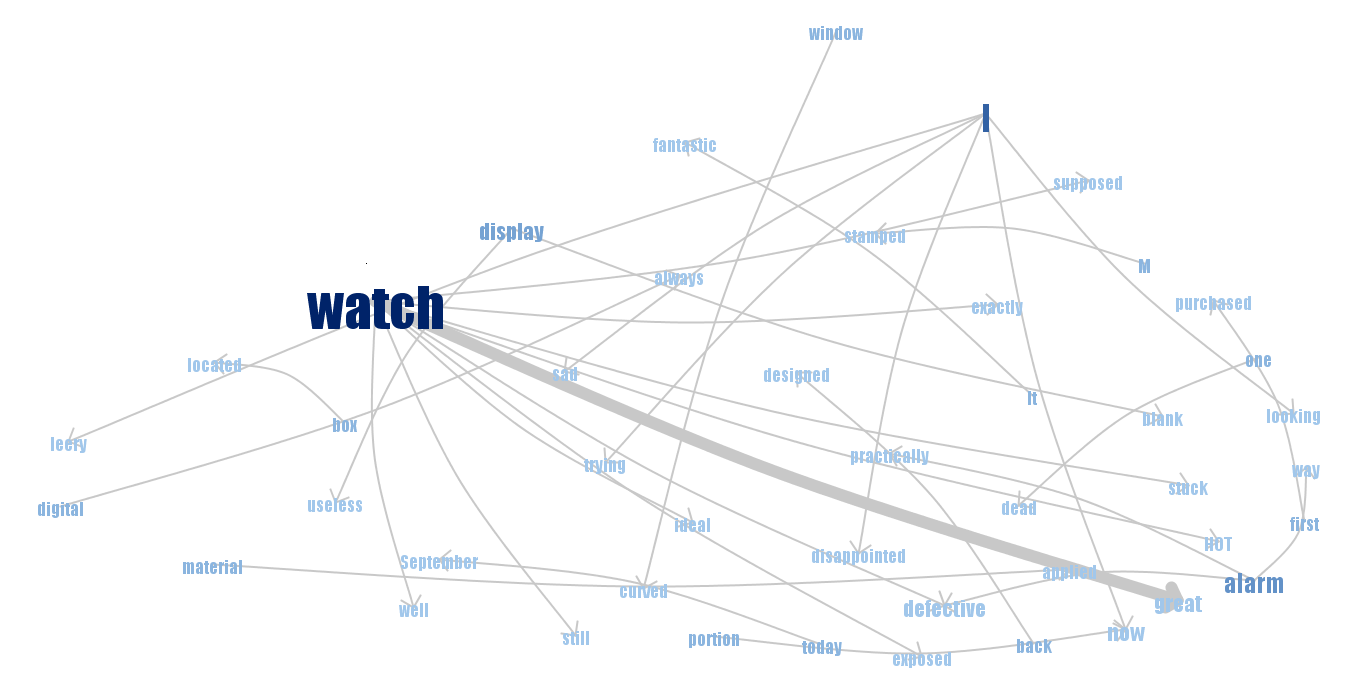 window
I
fantastic
supposed
display
stamped
M
always
watch
exactly
purchased
located
sad
designed
one
It
box
blank
looking
leery
trying
practically
way
useless
stuck
digital
dead
ideal
first
NOT
September
disappointed
material
applied
alarm
curved
well
defective
great
still
portion
today
now
back
exposed